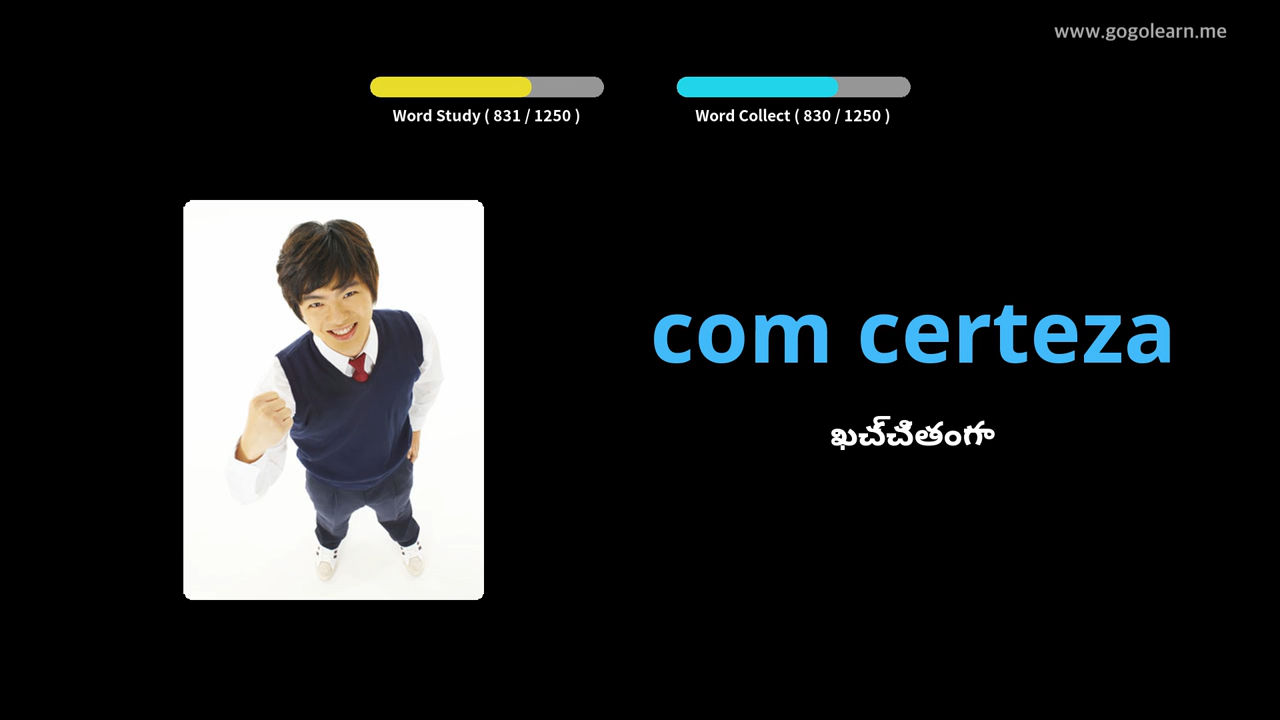 www.gogolearn.me
Word Study ( 831 / 1250 )
Word Collect ( 830 / 1250 )
com certeza
ఖచ్చితంగా